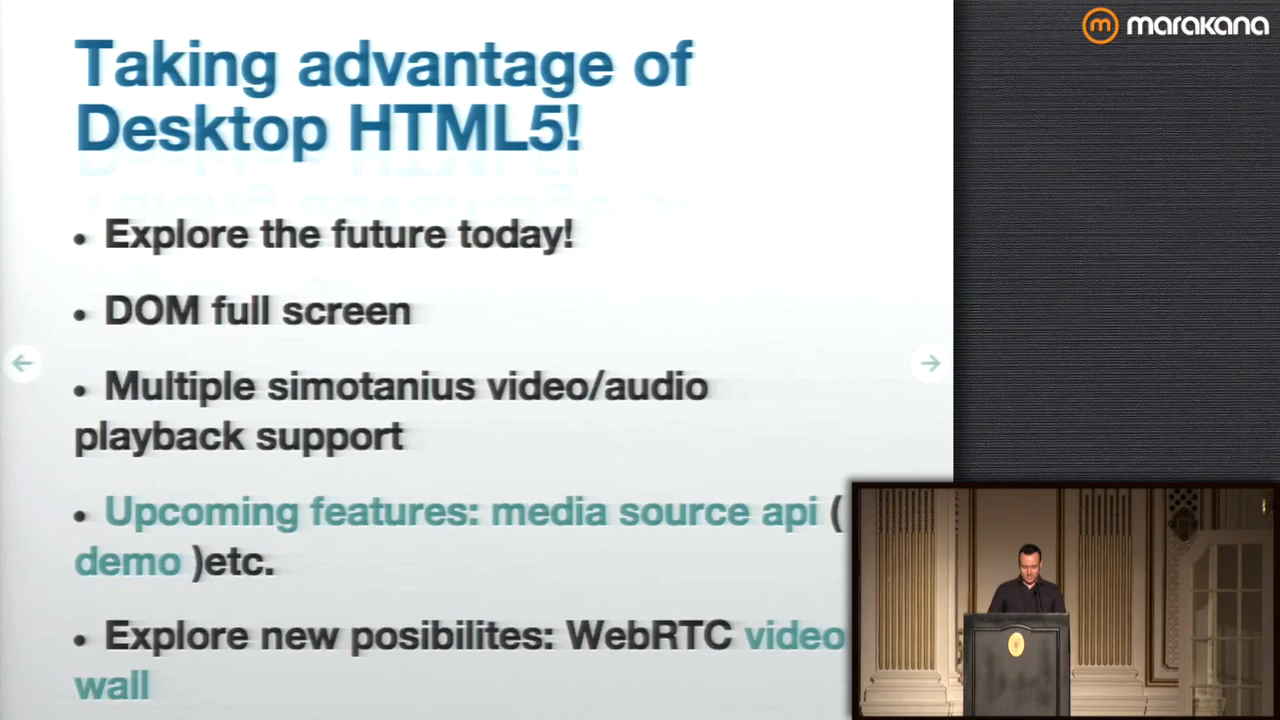 marakana
Taking advantage of
Desktop HTML5!
• Explore the future today!
• DOM full screen
• Multiple simotanius video/audio
playback support
• Upcoming features: media source api (
demo )etc.
• Explore new posibilites: WebRTC video
wall